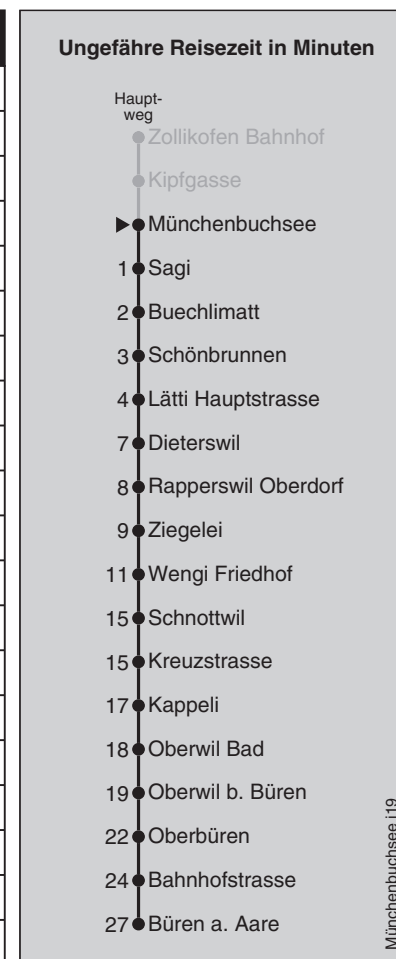 Ungefähre Reisezeit in Minuten
Haupt-
weg
Zollikofen Bahnhof
Kipfgasse
Münchenbuchsee
1 Sagi
2 Buechlimatt
3 Schönbrunnen
4 Lätti Hauptstrasse
7 Dieterswil
8 Rapperswil Oberdorf
9 Ziegelei
11 Wengi Friedhof
15 Schnottwil
15 Kreuzstrasse
17 Kappeli
18 Oberwil Bad
19 Oberwil b. Büren
22 Oberbüren
24 Bahnhofstrasse
27 Büren a. Aare
Münchenbuchsee j19